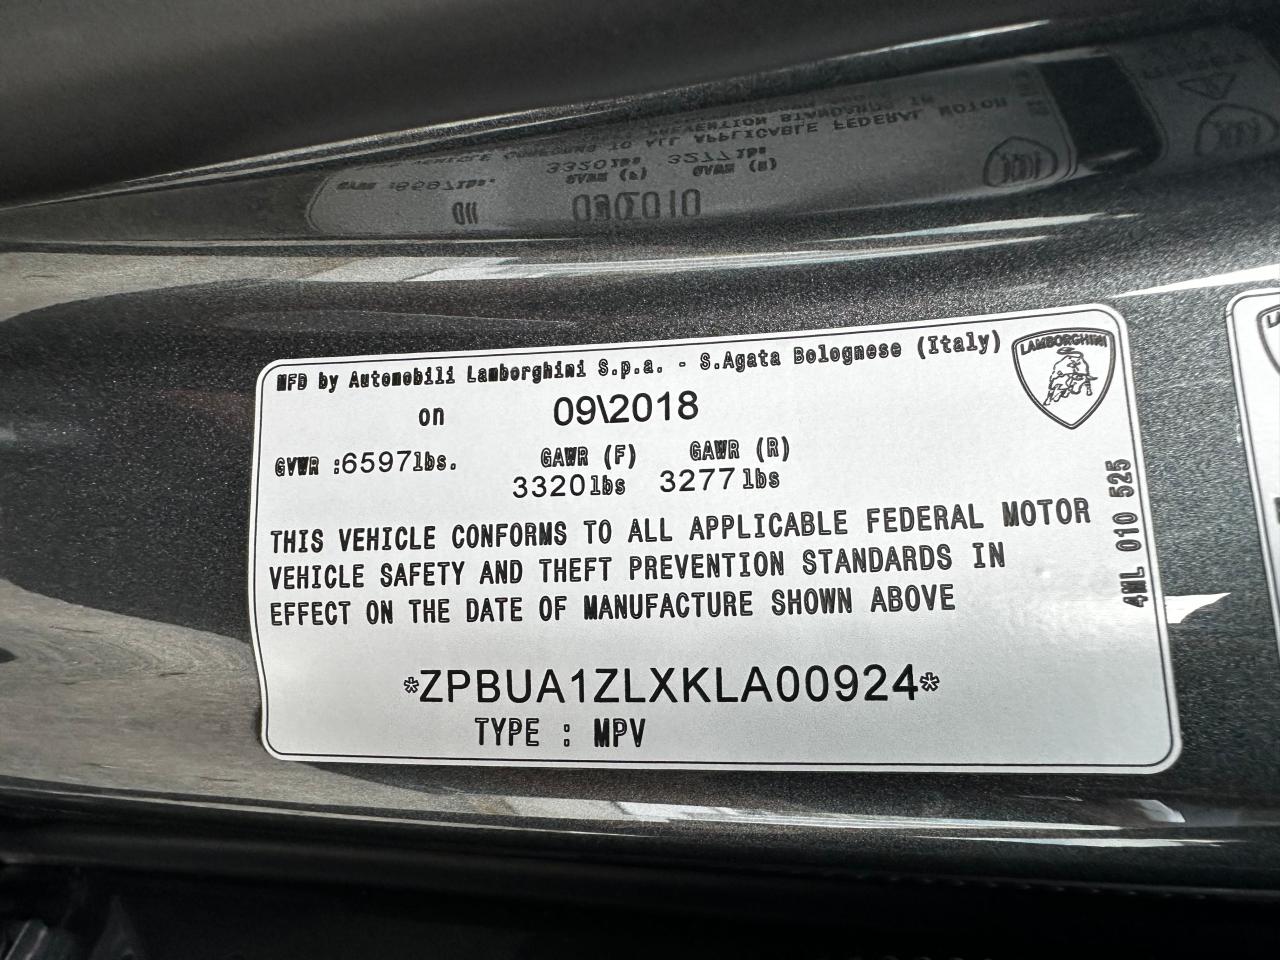 MFD by Automobili Lamborghini S.p.a. - S.Agata Bolognese (Italy)
on 09\2018
GVWR :6597lbs. GAWR (F) GAWR (R)
3320lbs 3277lbs
THIS VEHICLE CONFORMS TO ALL APPLICABLE FEDERAL MOTOR
VEHICLE SAFETY AND THEFT PREVENTION STANDARDS IN
EFFECT ON THE DATE OF MANUFACTURE SHOWN ABOVE
*ZPBUA1ZLXKLA00924*
TYPE : MPV
LAMBORGHINI
4ML 010 525